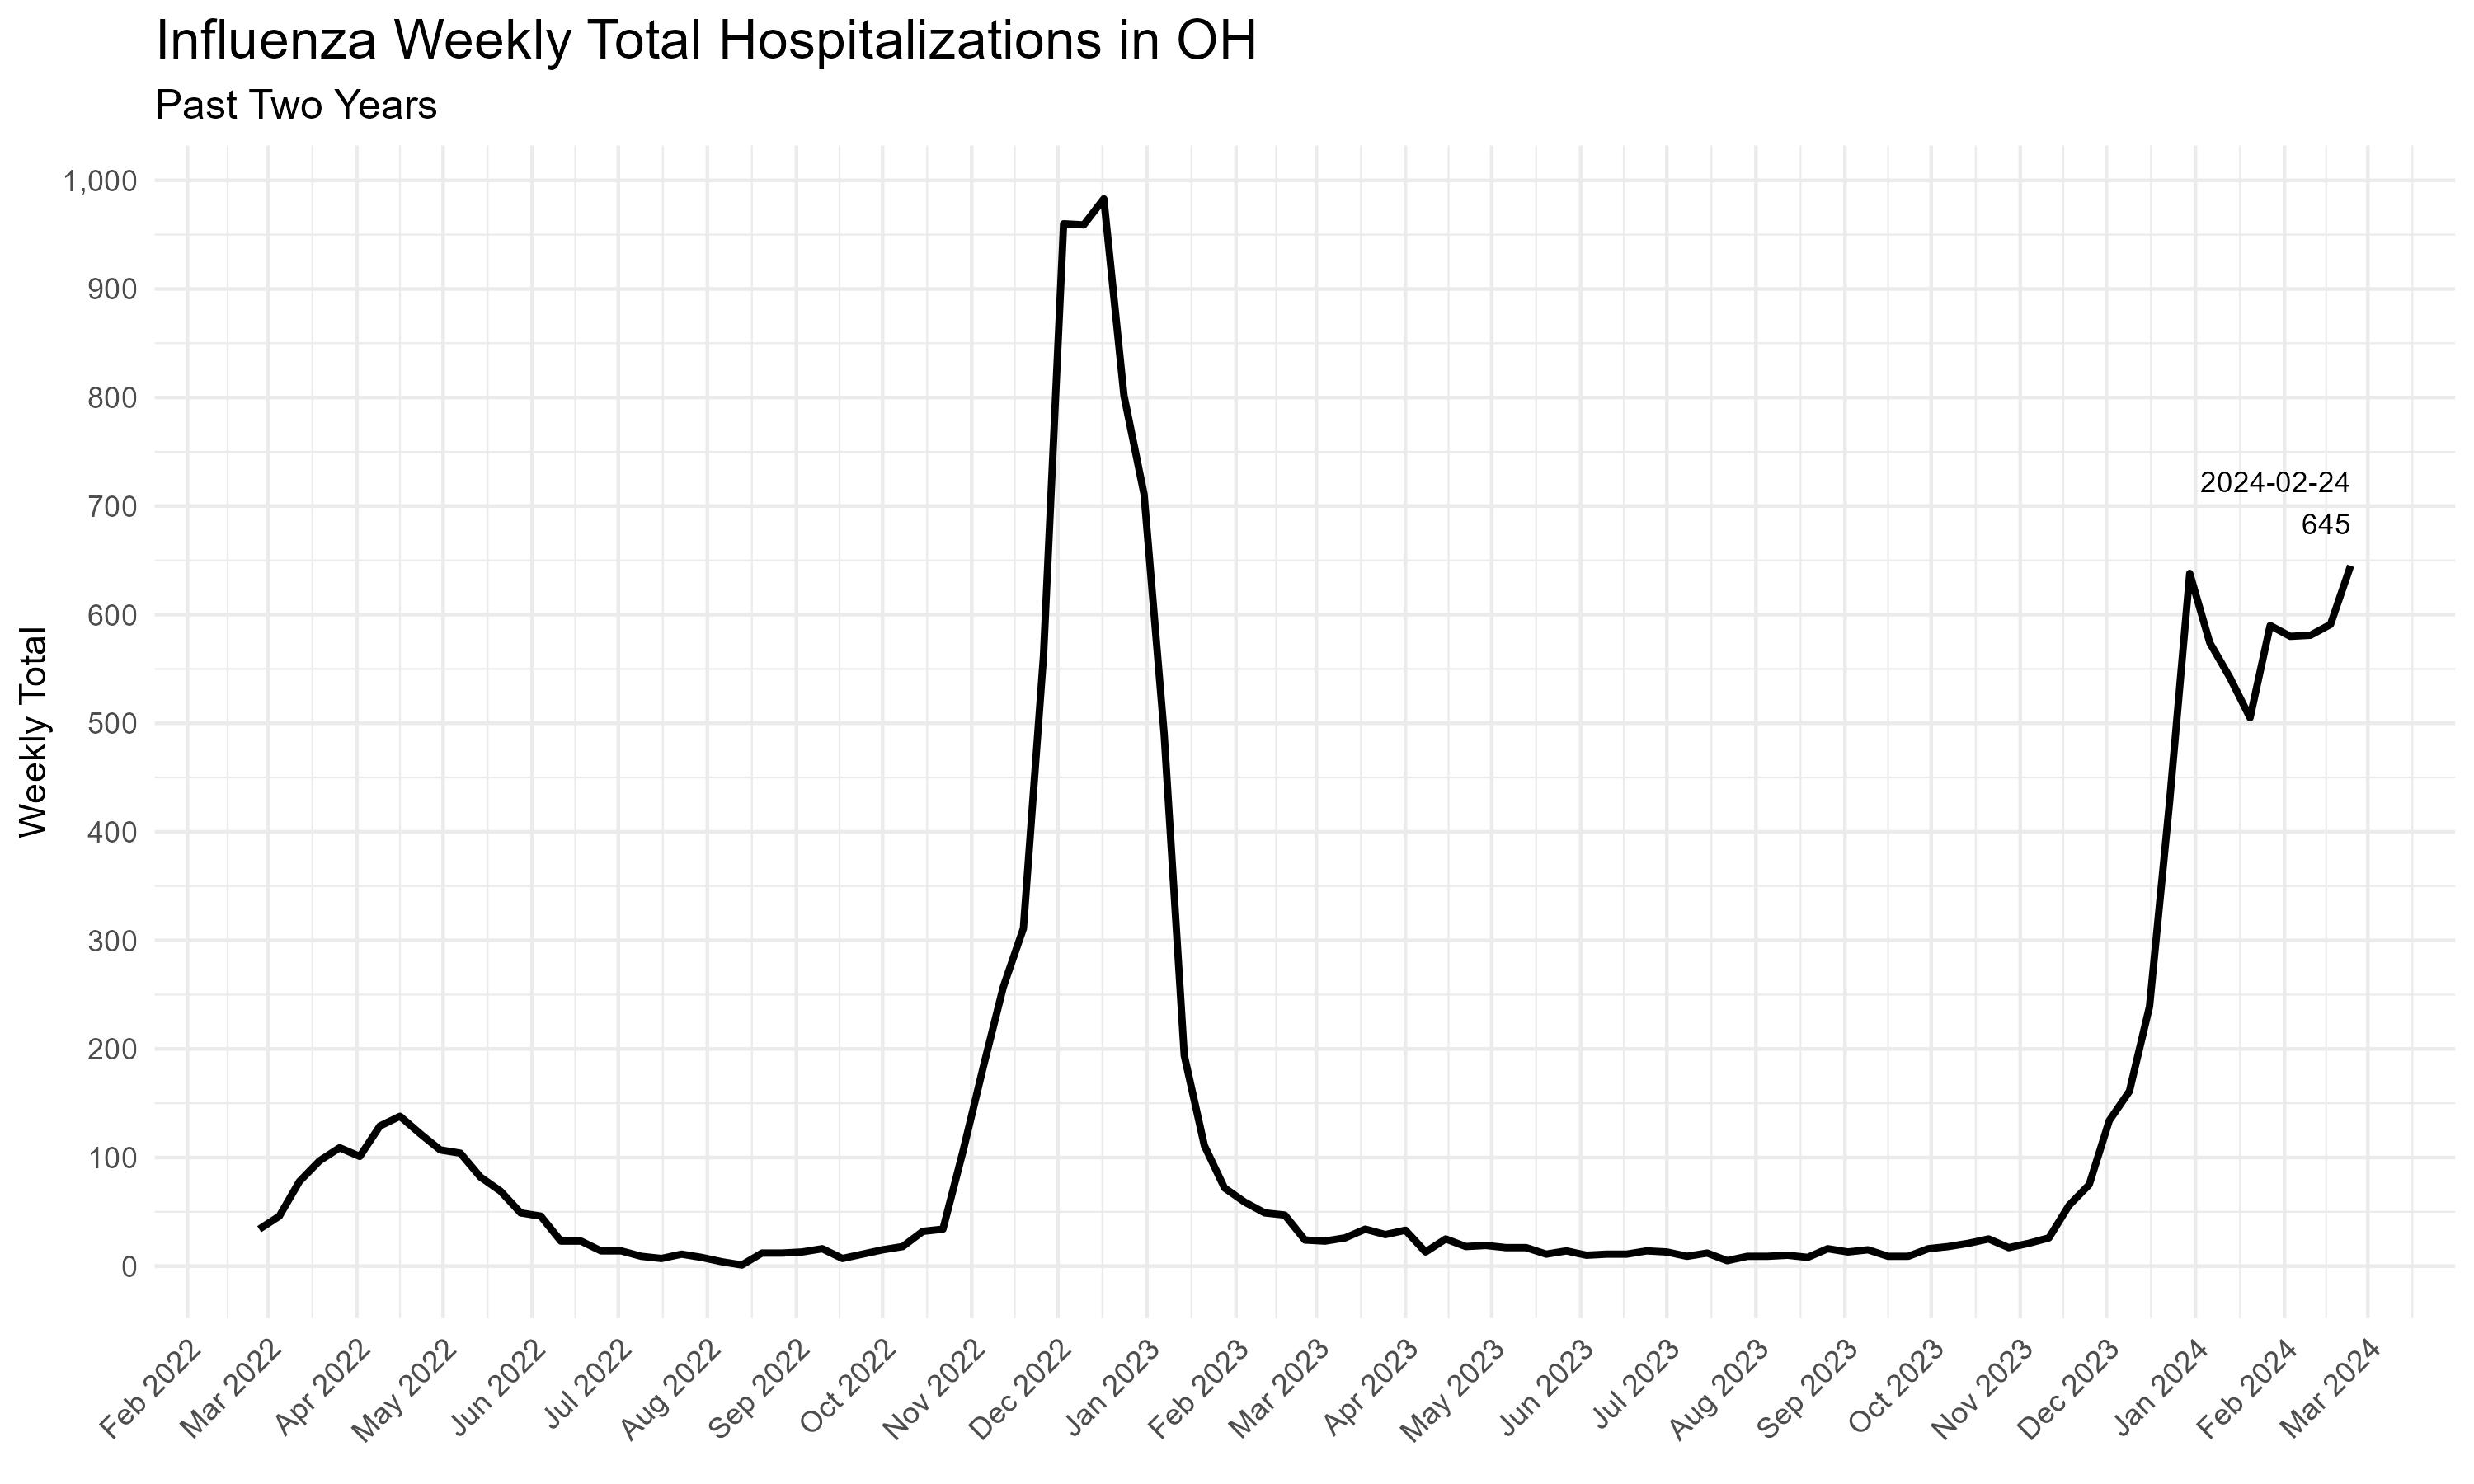 Influenza Weekly Total Hospitalizations in OH
Past Two Years
1,000
900
800
700
600
500
400
300
200
100
0
Weekly Total
2024-02-24
645
Feb 2022
Mar 2022
Apr 2022
May 2022
Jun 2022
Jul 2022
Aug 2022
Sep 2022
Oct 2022
Nov 2022
Dec 2022
Jan 2023
Feb 2023
Mar 2023
Apr 2023
May 2023
Jun 2023
Jul 2023
Aug 2023
Sep 2023
Oct 2023
Nov 2023
Dec 2023
Jan 2024
Feb 2024
Mar 2024